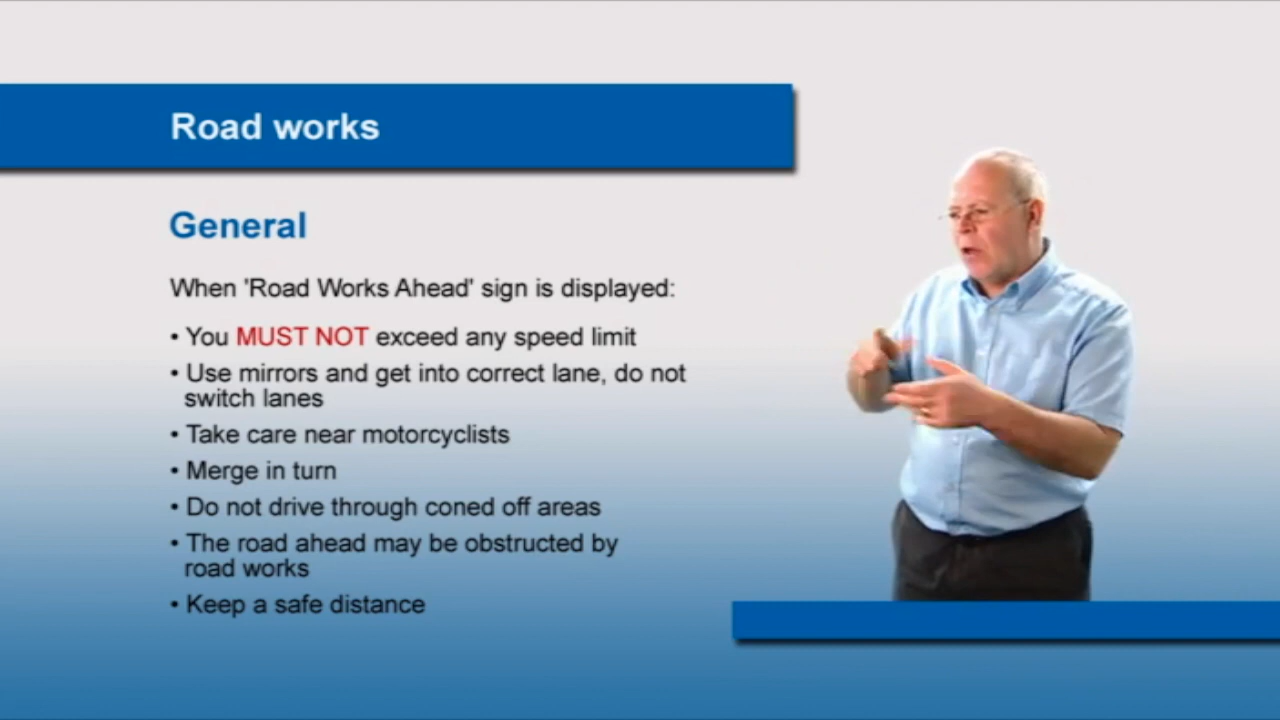 Road works
General
When 'Road Works Ahead' sign is displayed:
• You MUST NOT exceed any speed limit
• Use mirrors and get into correct lane, do not
switch lanes
• Take care near motorcyclists
• Merge in turn
• Do not drive through coned off areas
• The road ahead may be obstructed by
road works
• Keep a safe distance